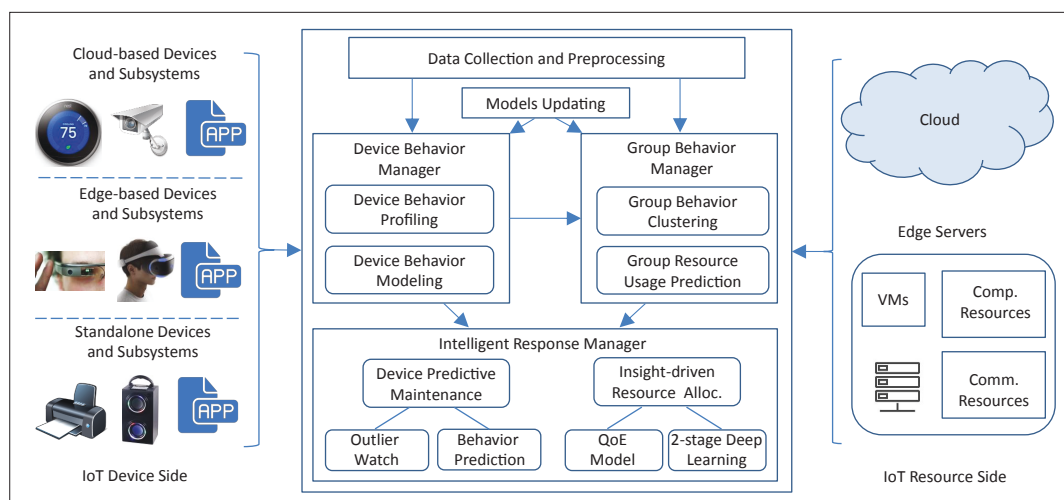 Cloud-based Devices
and Subsystems
75
APP
Edge-based Devices
and Subsystems
APP
Standalone Devices
and Subsystems
APP
IoT Device Side
Data Collection and Preprocessing
Models Updating
Device Behavior
Manager
Device Behavior
Profiling
Device Behavior
Modeling
Group Behavior
Manager
Group Behavior
Clustering
Group Resource
Usage Prediction
Intelligent Response Manager
Device Predictive
Maintenance
Outlier
Watch
Behavior
Prediction
Insight-driven
Resource Alloc.
QoE
Model
2-stage Deep
Learning
Cloud
Edge Servers
VMs
Comp.
Resources
Comm.
Resources
IoT Resource Side